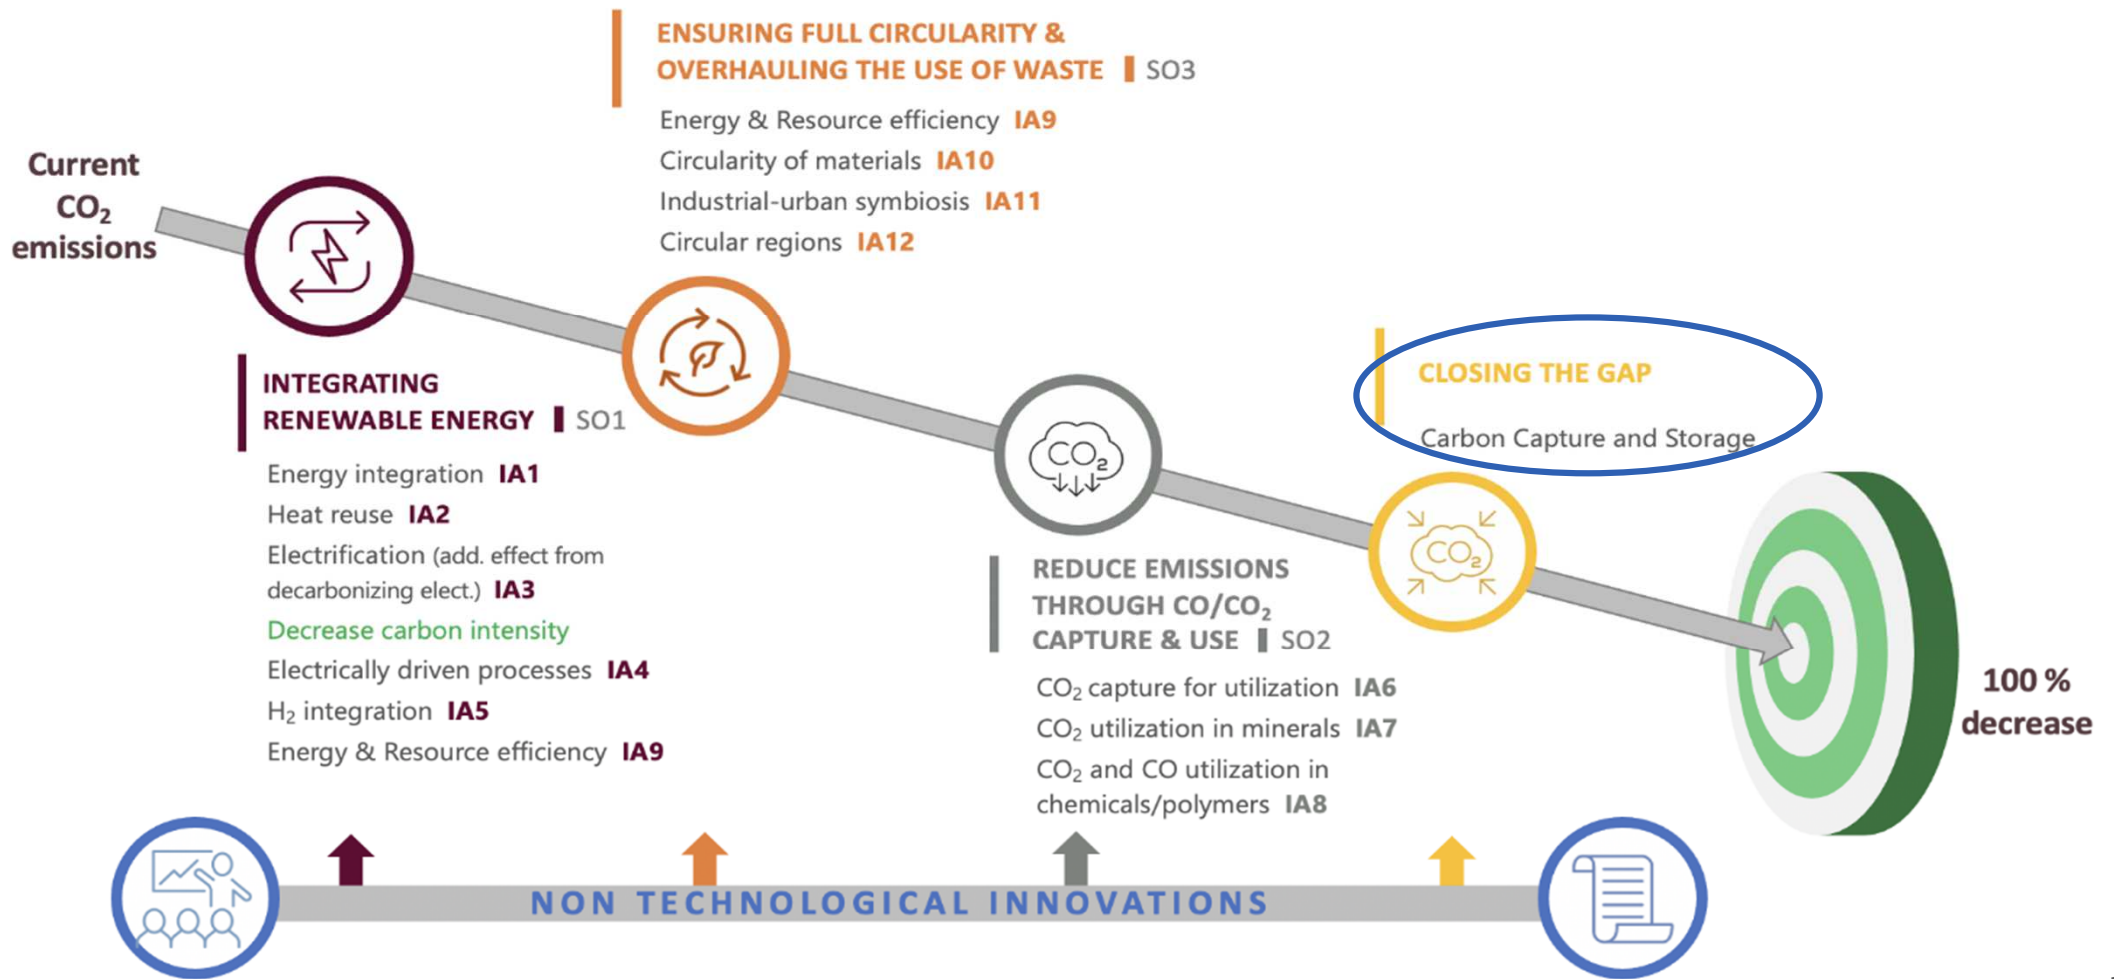 ENSURING FULL CIRCULARITY &
OVERHAULING THE USE OF WASTE SO3
Energy & Resource efficiency IA9
Circularity of materials IA10
Industrial-urban symbiosis IA11
Circular regions IA12
Current
CO₂
emissions
INTEGRATING
RENEWABLE ENERGY SO1
Energy integration IA1
Heat reuse IA2
Electrification (add. effect from
decarbonizing elect.) IA3
Decrease carbon intensity
Electrically driven processes IA4
H₂ integration IA5
Energy & Resource efficiency IA9
CO₂
REDUCE EMISSIONS
THROUGH CO/CO₂
CAPTURE & USE SO2
CO₂ capture for utilization IA6
CO₂ utilization in minerals IA7
CO₂ and CO utilization in
chemicals/polymers IA8
CLOSING THE GAP
Carbon Capture and Storage
CO₂
100 %
decrease
NON TECHNOLOGICAL INNOVATIONS